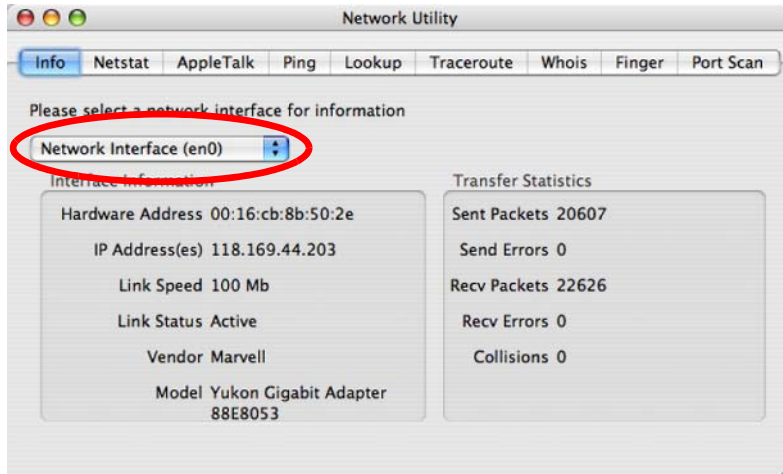 Network Utility
Info Netstat AppleTalk Ping Lookup Traceroute Whois Finger Port Scan
Please select a network interface for information
Network Interface (en0)
Interface Information
Hardware Address 00:16:cb:8b:50:2e
IP Address(es) 118.169.44.203
Link Speed 100 Mb
Link Status Active
Vendor Marvell
Model Yukon Gigabit Adapter
88E8053
Transfer Statistics
Sent Packets 20607
Send Errors 0
Recv Packets 22626
Recv Errors 0
Collisions 0